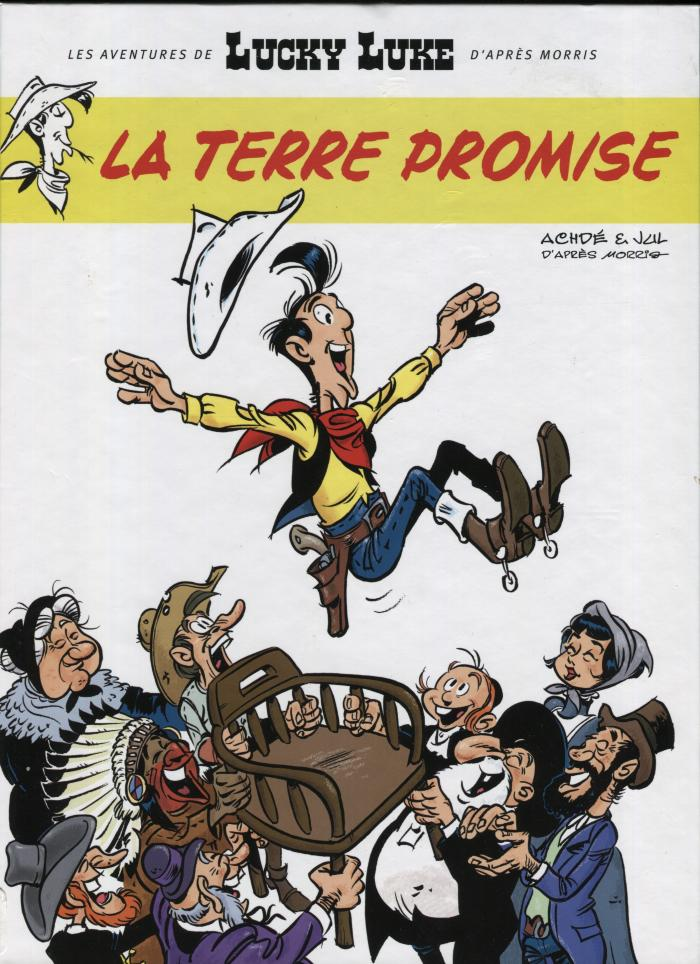 LES AVENTURES DE LUCKY LUKE D'APRÈS MORRIS
LA TERRE PROMISE
ACHDÉ & JUL
D'APRÈS MORRIS